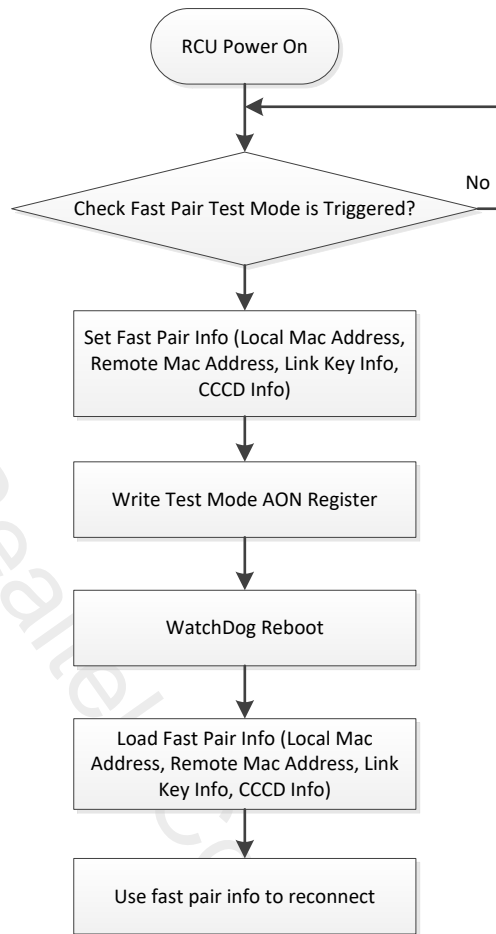 RCU Power On
No
Check Fast Pair Test Mode is Triggered?
Set Fast Pair Info (Local Mac Address,
Remote Mac Address, Link Key Info,
CCCD Info)
Write Test Mode AON Register
WatchDog Reboot
Load Fast Pair Info (Local Mac
Address, Remote Mac Address, Link
Key Info, CCCD Info)
Use fast pair info to reconnect